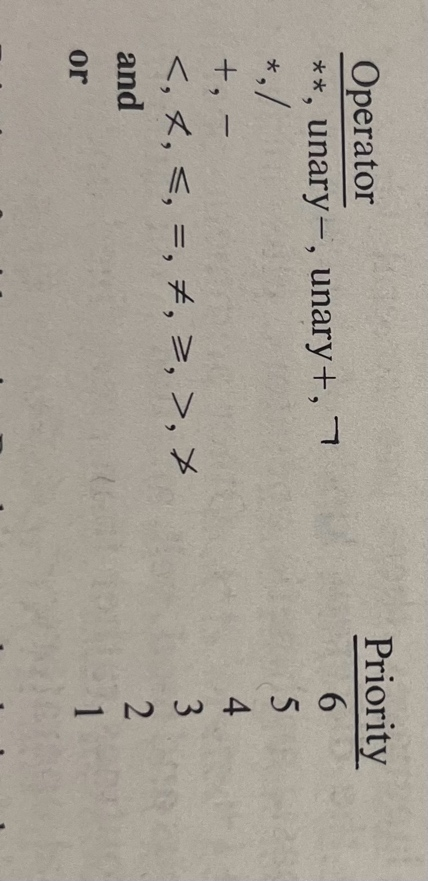 Operator Priority
**, unary−, unary+, ¬ 6
*, / 5
+, − 4
<, ≮, ≤, =, ≠, ≥, >, ≯ 3
and 2
or 1